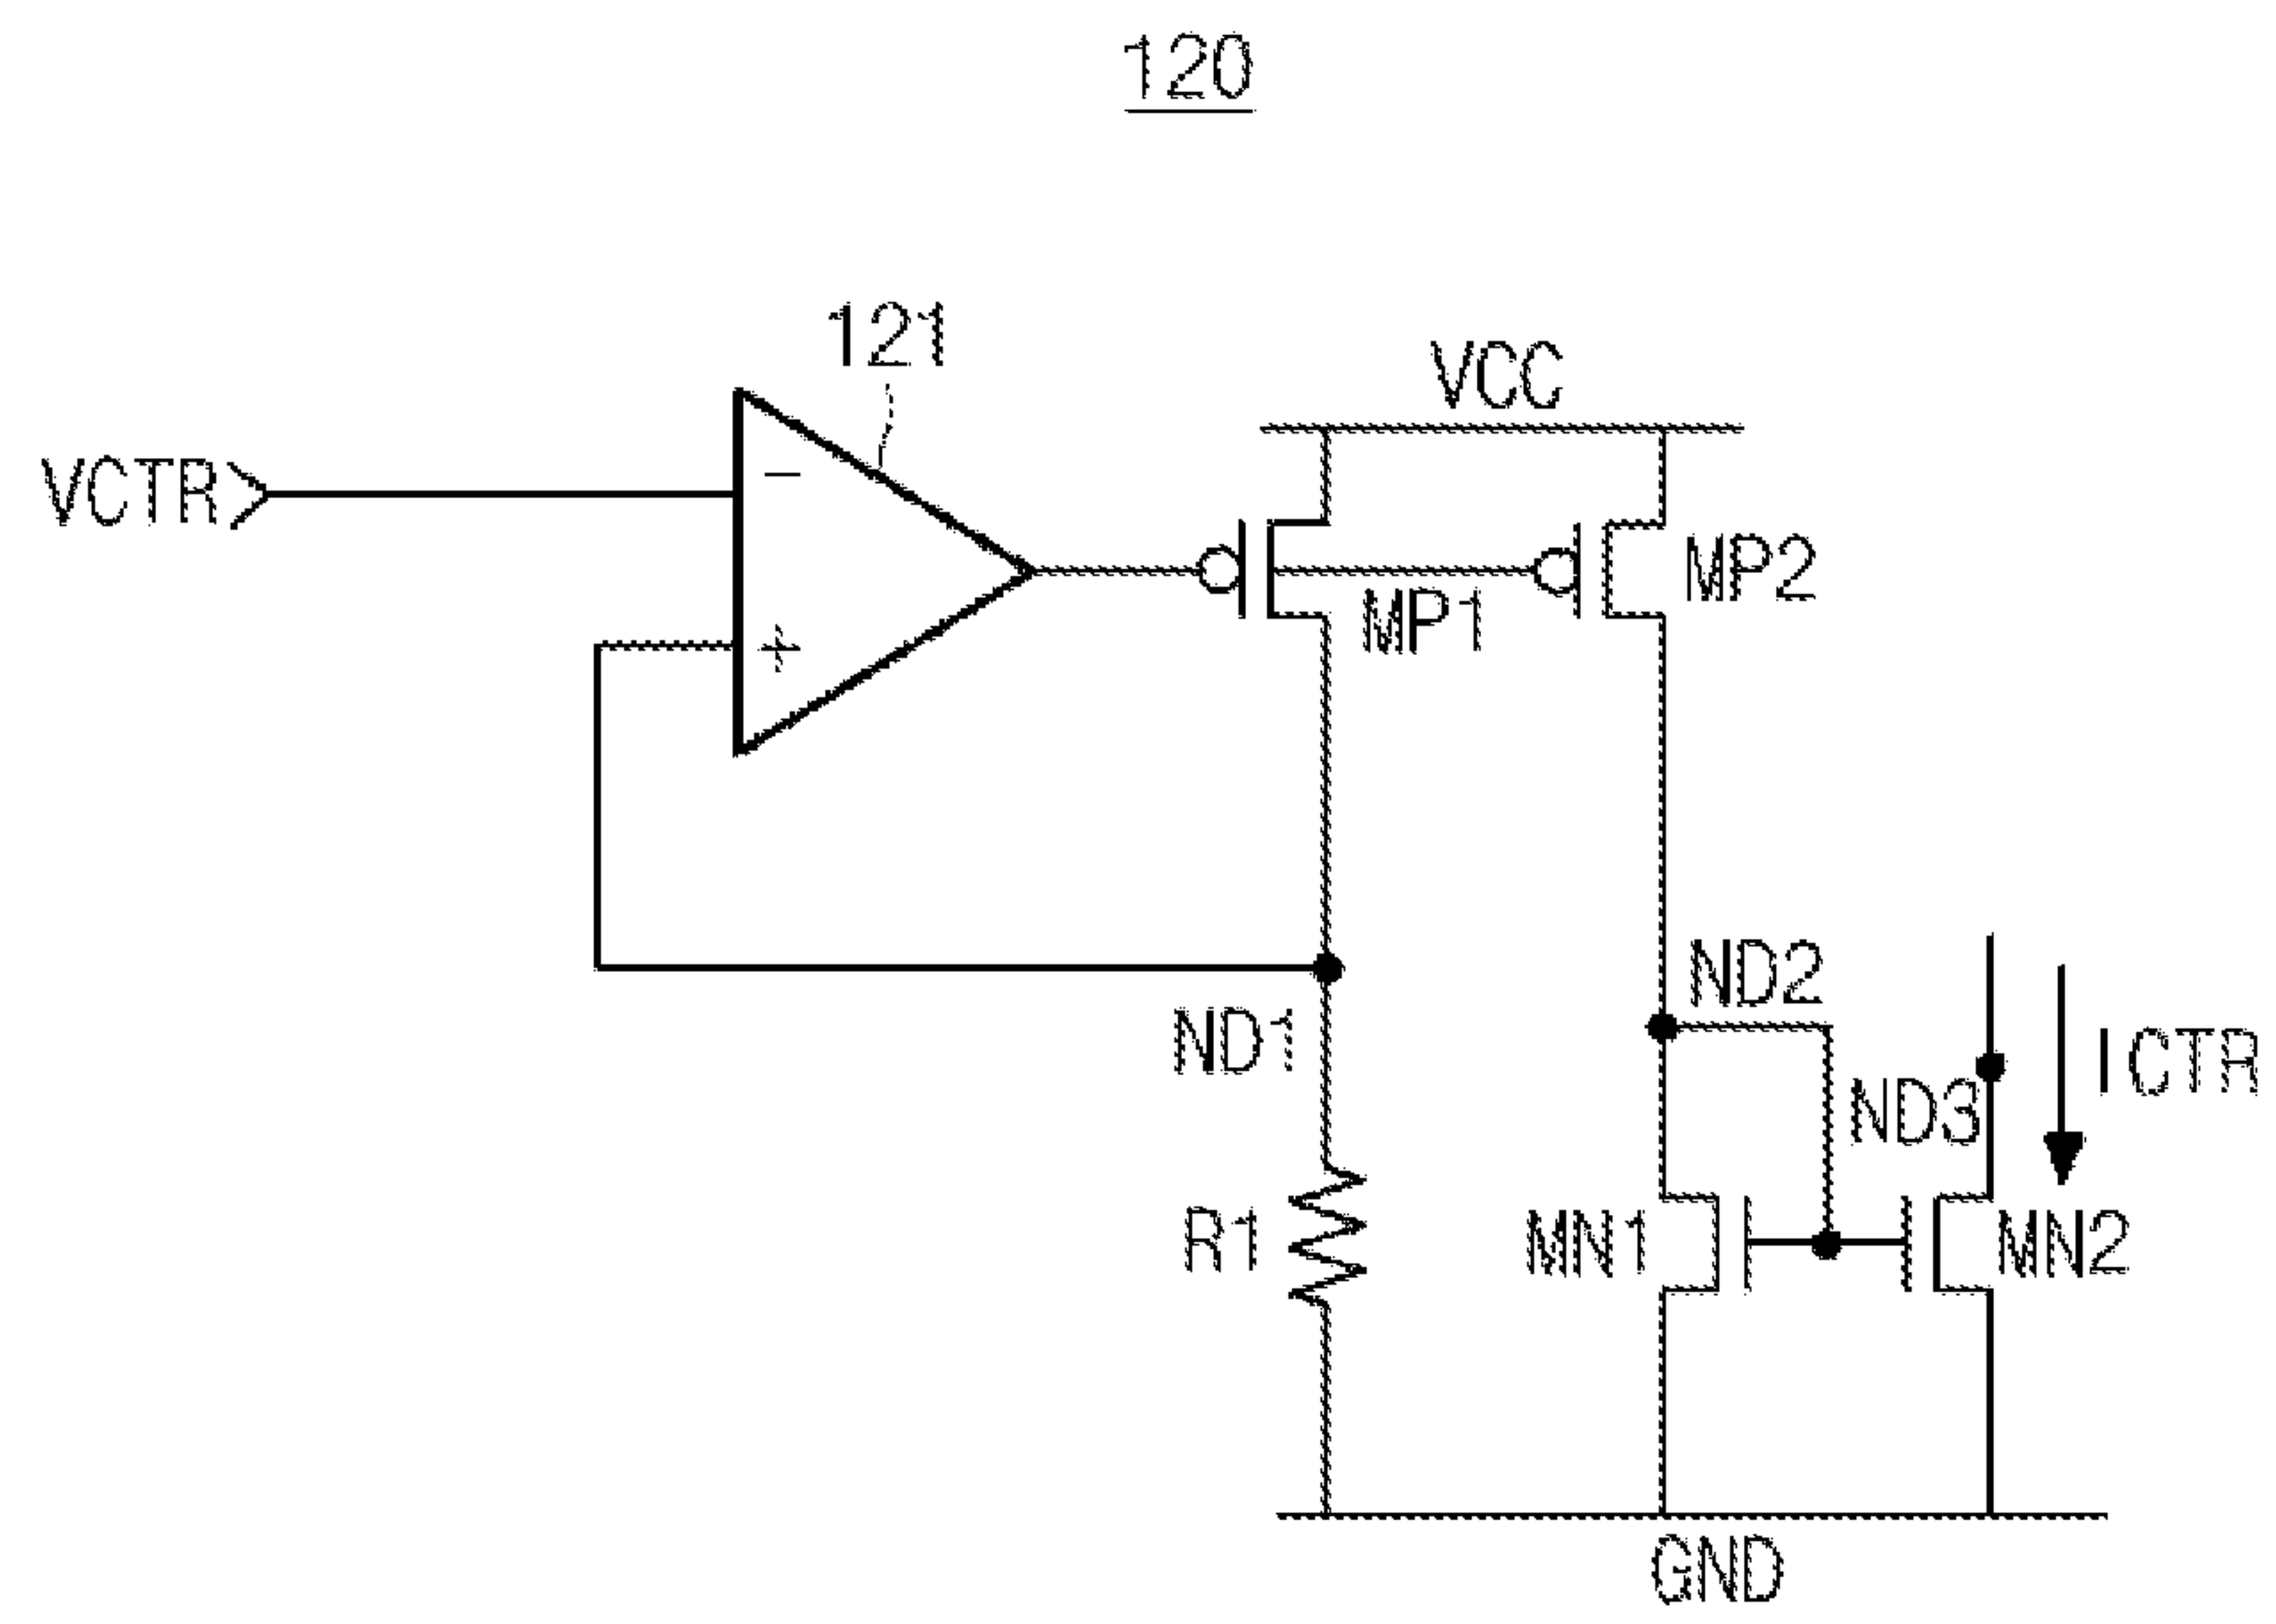 120
121
VCC
VCTR
−
MP2
MP1
+
ND2
ND1
ICTR
ND3
R1
MN1
MN2
GND